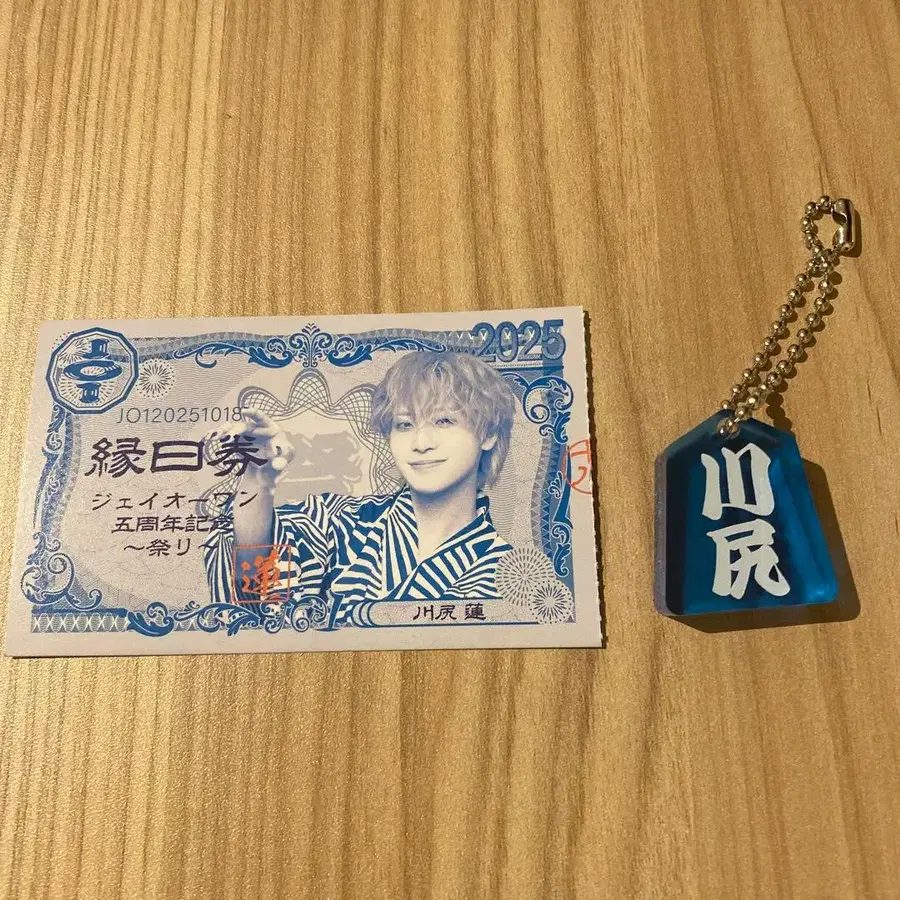 2025
JO120251018
縁日券
ジェイオーワン
五周年記念
～祭り～
蓮
川尻 蓮
川
尻